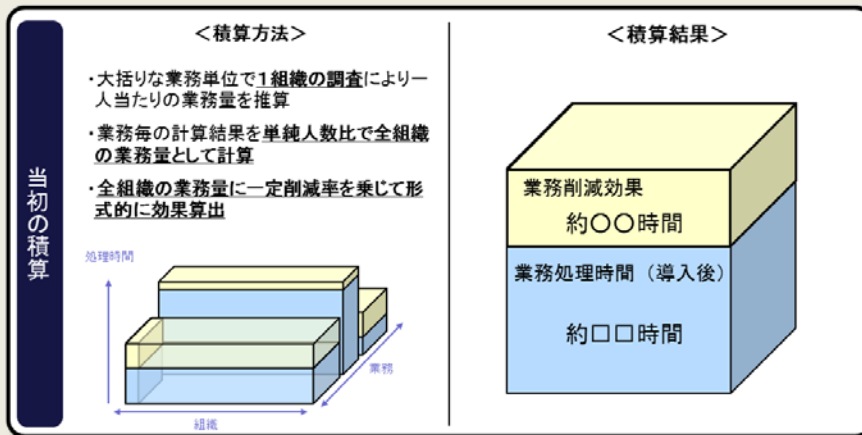 当初の積算
＜積算方法＞
・大括りな業務単位で１組織の調査により一
人当たりの業務量を推算
・業務毎の計算結果を単純人数比で全組織
の業務量として計算
・全組織の業務量に一定削減率を乗じて形
式的に効果算出
処理時間
業務
組織
＜積算結果＞
業務削減効果
約〇〇時間
業務処理時間（導入後）
約□□時間